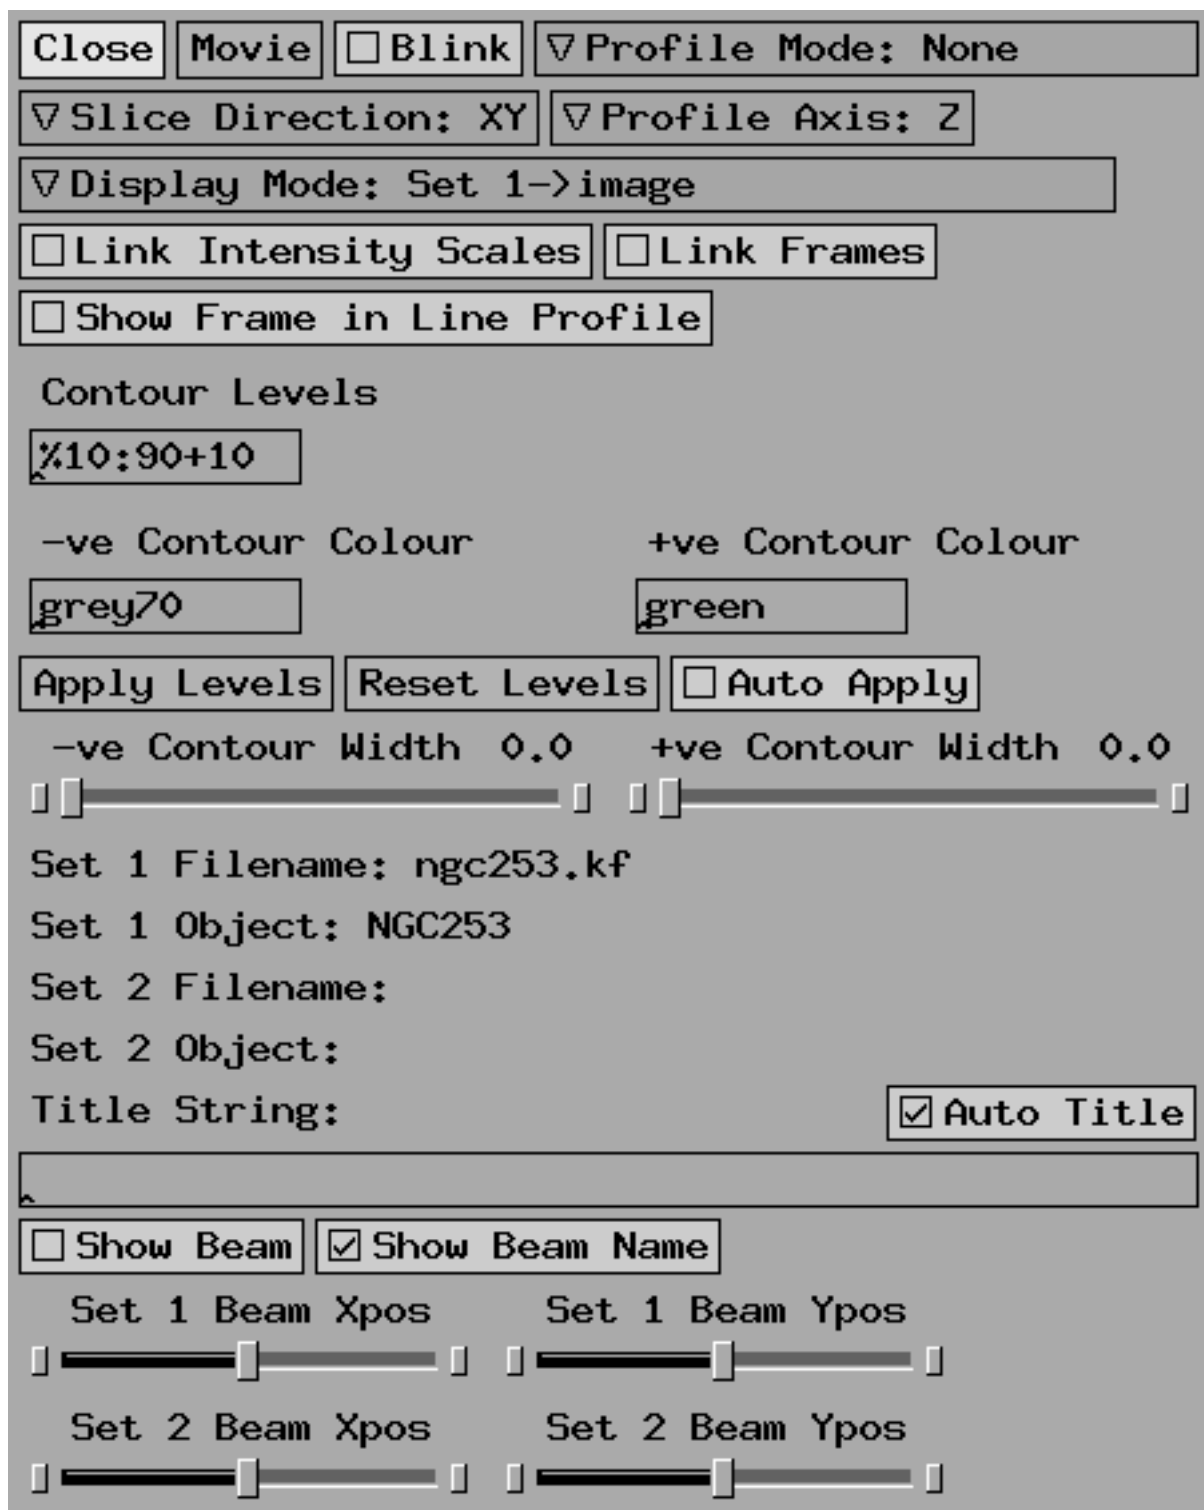 Close Movie Blink Profile Mode: None
Slice Direction: XY Profile Axis: Z
Display Mode: Set 1->image
Link Intensity Scales Link Frames
Show Frame in Line Profile
Contour Levels
%10:90+10
-ve Contour Colour +ve Contour Colour
grey70 green
Apply Levels Reset Levels Auto Apply
-ve Contour Width 0.0 +ve Contour Width 0.0
Set 1 Filename: ngc253.kf
Set 1 Object: NGC253
Set 2 Filename:
Set 2 Object:
Title String: Auto Title
Show Beam Show Beam Name
Set 1 Beam Xpos Set 1 Beam Ypos
Set 2 Beam Xpos Set 2 Beam Ypos